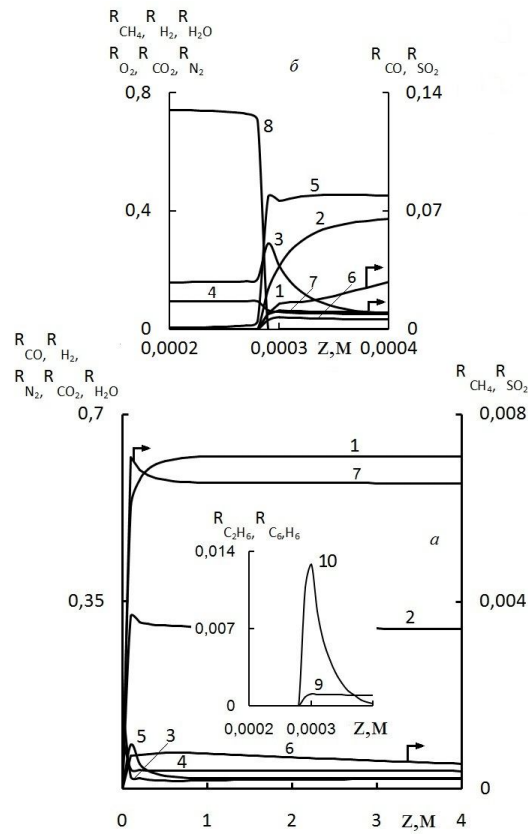 R R R
CH₄, H₂, H₂O
R R R
O₂, CO₂, N₂
б
R R
CO, SO₂
0,8
0,14
8
5
2
0,4
0,07
3
4
1
7
6
0
0
0,0002
0,0003
Z,м
0,0004
R R
CO, H₂,
R R R
N₂, CO₂, H₂O
R R
CH₄, SO₂
0,7
0,008
1
7
R R
C₂H₆, C₆,H₆
а
0,014
10
0,35
0,004
2
0,007
9
0
0,0002
0,0003
Z,м
5
3
6
4
0
0
1
2
3
Z,м
4